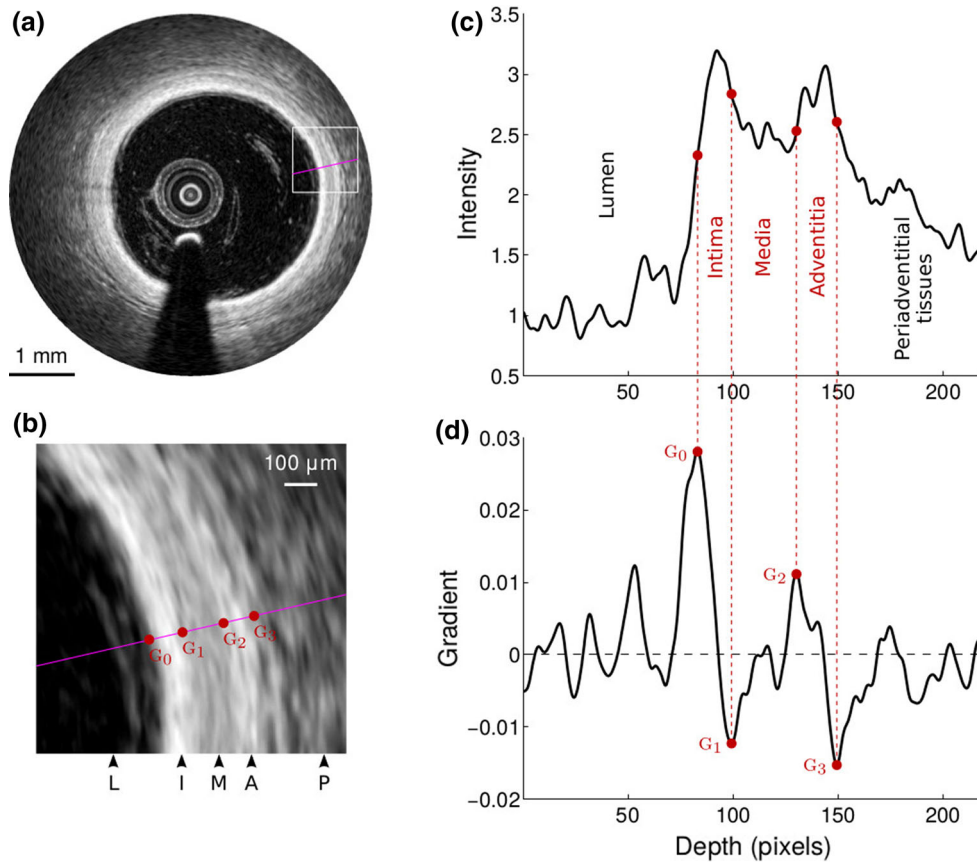 (a)
1 mm
(b)
100 μm
G0
G1
G2
G3
L I M A P
(c)
3.5
3
2.5
2
1.5
1
0.5
Intensity
Lumen
Intima
Media
Adventitia
Periadventitial
tissues
50 100 150 200
(d)
0.03
0.02
0.01
0
−0.01
−0.02
Gradient
G0
G1
G2
G3
50 100 150 200
Depth (pixels)